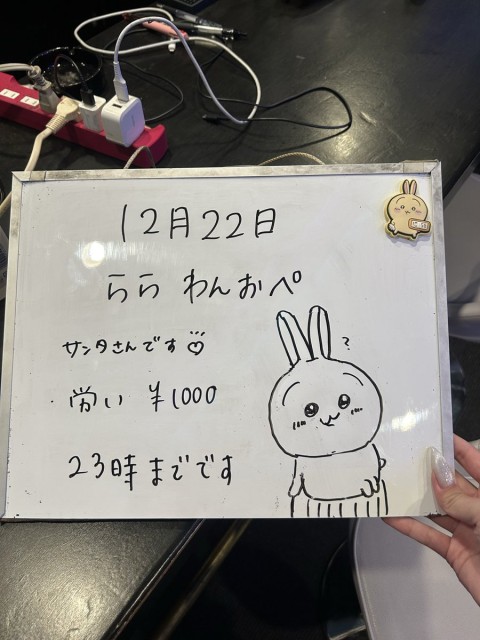 12月22日
らら わんおペ
サンタさんです♡
労い ¥1000
?
23時までです